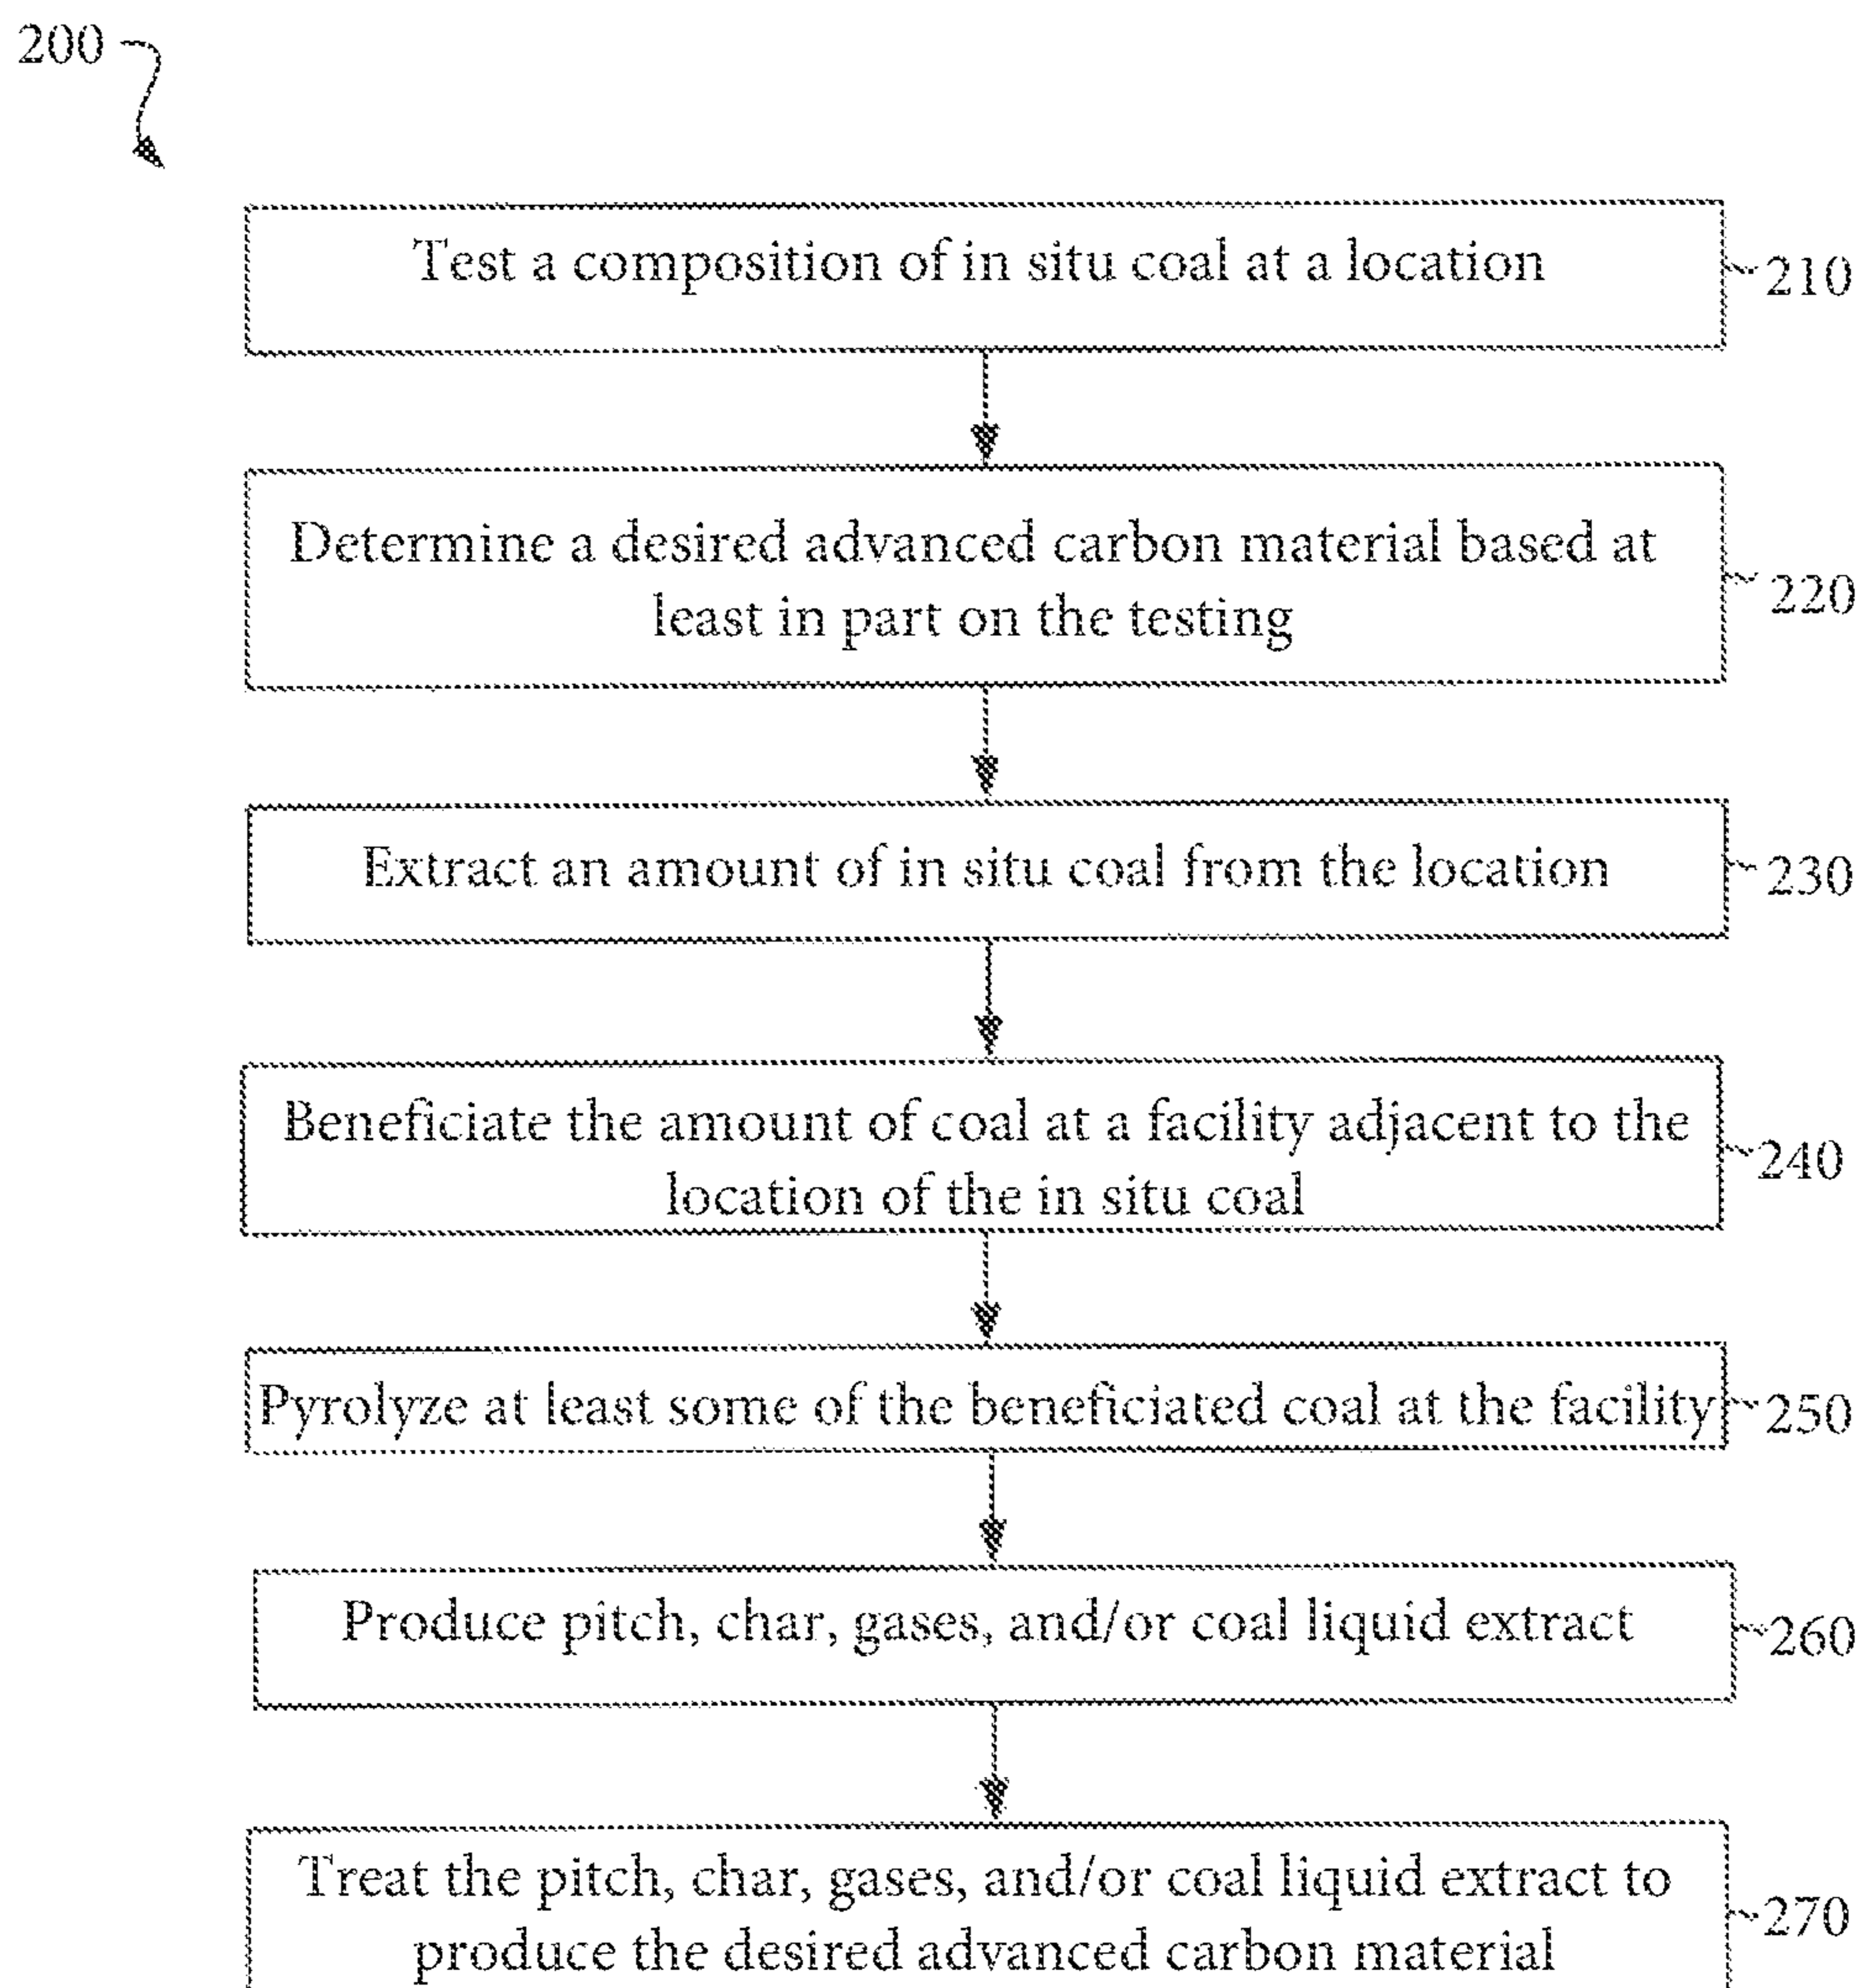 200
Test a composition of in situ coal at a location
210
Determine a desired advanced carbon material based at
least in part on the testing
220
Extract an amount of in situ coal from the location
230
Beneficiate the amount of coal at a facility adjacent to the
location of the in situ coal
240
Pyrolyze at least some of the beneficiated coal at the facility
250
Produce pitch, char, gases, and/or coal liquid extract
260
Treat the pitch, char, gases, and/or coal liquid extract to
produce the desired advanced carbon material
270